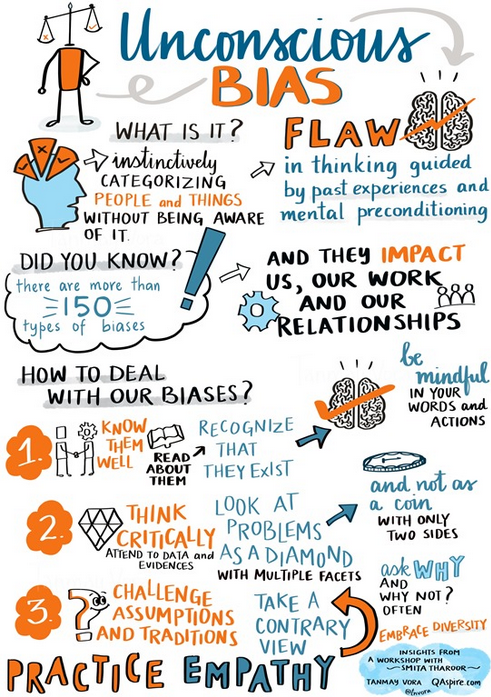 Unconscious
BIAS
WHAT IS IT?
instinctively
CATEGORIZING
PEOPLE and THINGS
WITHOUT BEING AWARE
OF IT.
FLAW
in thinking guided
by past experiences and
mental preconditioning
DID YOU KNOW?
there are more than
150
types of biases
AND THEY IMPACT
US, OUR WORK
AND OUR
RELATIONSHIPS
HOW TO DEAL
WITH OUR BIASES?
1.
KNOW
THEM
WELL
READ
ABOUT
THEM
RECOGNIZE
THAT
THEY EXIST
be
mindful
IN YOUR
WORDS and
ACTIONS
2.
THINK
CRITICALLY
ATTEND TO DATA and
EVIDENCES
LOOK AT
PROBLEMS
AS A DIAMOND
WITH MULTIPLE FACETS
and not as
a coin
WITH ONLY
TWO SIDES
3.
?
CHALLENGE
ASSUMPTIONS
AND TRADITIONS
TAKE A
CONTRARY
VIEW
ask WHY
AND
WHY NOT?
OFTEN
EMBRACE DIVERSITY
PRACTICE EMPATHY
INSIGHTS FROM
A WORKSHOP WITH
SMITA THAROOR
TANMAY VORA QAspire.com
@tnvora